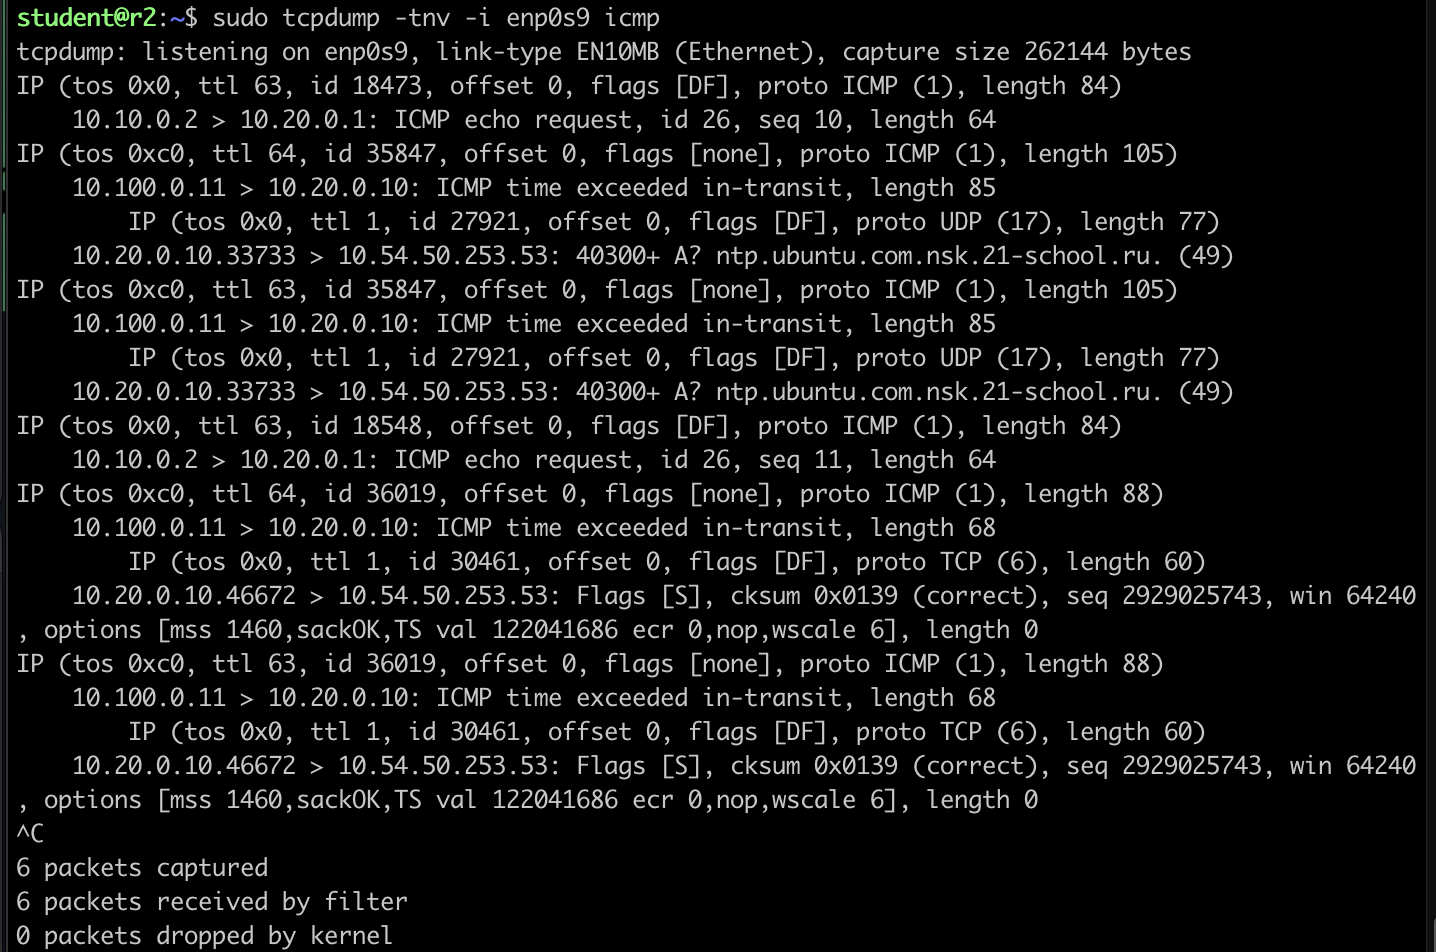 student@r2:~$ sudo tcpdump -tnv -i enp0s9 icmp
tcpdump: listening on enp0s9, link-type EN10MB (Ethernet), capture size 262144 bytes
IP (tos 0x0, ttl 63, id 18473, offset 0, flags [DF], proto ICMP (1), length 84)
    10.10.0.2 > 10.20.0.1: ICMP echo request, id 26, seq 10, length 64
IP (tos 0xc0, ttl 64, id 35847, offset 0, flags [none], proto ICMP (1), length 105)
    10.100.0.11 > 10.20.0.10: ICMP time exceeded in-transit, length 85
        IP (tos 0x0, ttl 1, id 27921, offset 0, flags [DF], proto UDP (17), length 77)
    10.20.0.10.33733 > 10.54.50.253.53: 40300+ A? ntp.ubuntu.com.nsk.21-school.ru. (49)
IP (tos 0xc0, ttl 63, id 35847, offset 0, flags [none], proto ICMP (1), length 105)
    10.100.0.11 > 10.20.0.10: ICMP time exceeded in-transit, length 85
        IP (tos 0x0, ttl 1, id 27921, offset 0, flags [DF], proto UDP (17), length 77)
    10.20.0.10.33733 > 10.54.50.253.53: 40300+ A? ntp.ubuntu.com.nsk.21-school.ru. (49)
IP (tos 0x0, ttl 63, id 18548, offset 0, flags [DF], proto ICMP (1), length 84)
    10.10.0.2 > 10.20.0.1: ICMP echo request, id 26, seq 11, length 64
IP (tos 0xc0, ttl 64, id 36019, offset 0, flags [none], proto ICMP (1), length 88)
    10.100.0.11 > 10.20.0.10: ICMP time exceeded in-transit, length 68
        IP (tos 0x0, ttl 1, id 30461, offset 0, flags [DF], proto TCP (6), length 60)
    10.20.0.10.46672 > 10.54.50.253.53: Flags [S], cksum 0x0139 (correct), seq 2929025743, win 64240
, options [mss 1460,sackOK,TS val 122041686 ecr 0,nop,wscale 6], length 0
IP (tos 0xc0, ttl 63, id 36019, offset 0, flags [none], proto ICMP (1), length 88)
    10.100.0.11 > 10.20.0.10: ICMP time exceeded in-transit, length 68
        IP (tos 0x0, ttl 1, id 30461, offset 0, flags [DF], proto TCP (6), length 60)
    10.20.0.10.46672 > 10.54.50.253.53: Flags [S], cksum 0x0139 (correct), seq 2929025743, win 64240
, options [mss 1460,sackOK,TS val 122041686 ecr 0,nop,wscale 6], length 0
^C
6 packets captured
6 packets received by filter
0 packets dropped by kernel